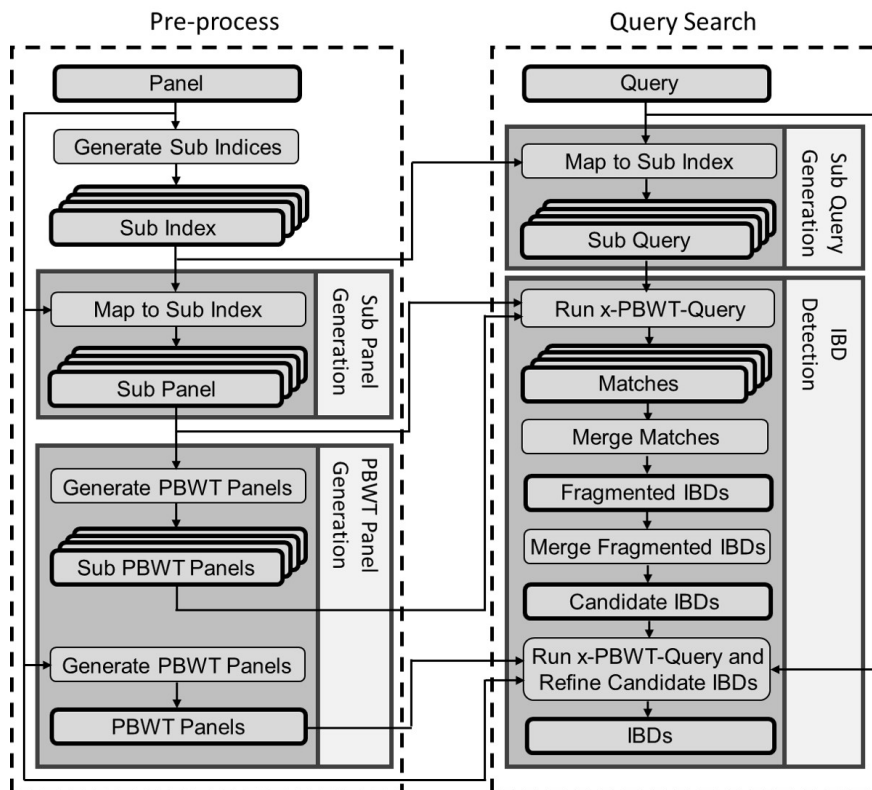 Pre-process
Panel
Generate Sub Indices
Sub Index
Map to Sub Index
Sub Panel
Sub Panel
Generation
Generate PBWT Panels
Sub PBWT Panels
Generate PBWT Panels
PBWT Panels
PBWT Panel
Generation
Query Search
Query
Map to Sub Index
Sub Query
Sub Query
Generation
Run x-PBWT-Query
Matches
Merge Matches
Fragmented IBDs
Merge Fragmented IBDs
Candidate IBDs
Run x-PBWT-Query and
Refine Candidate IBDs
IBDs
IBD
Detection